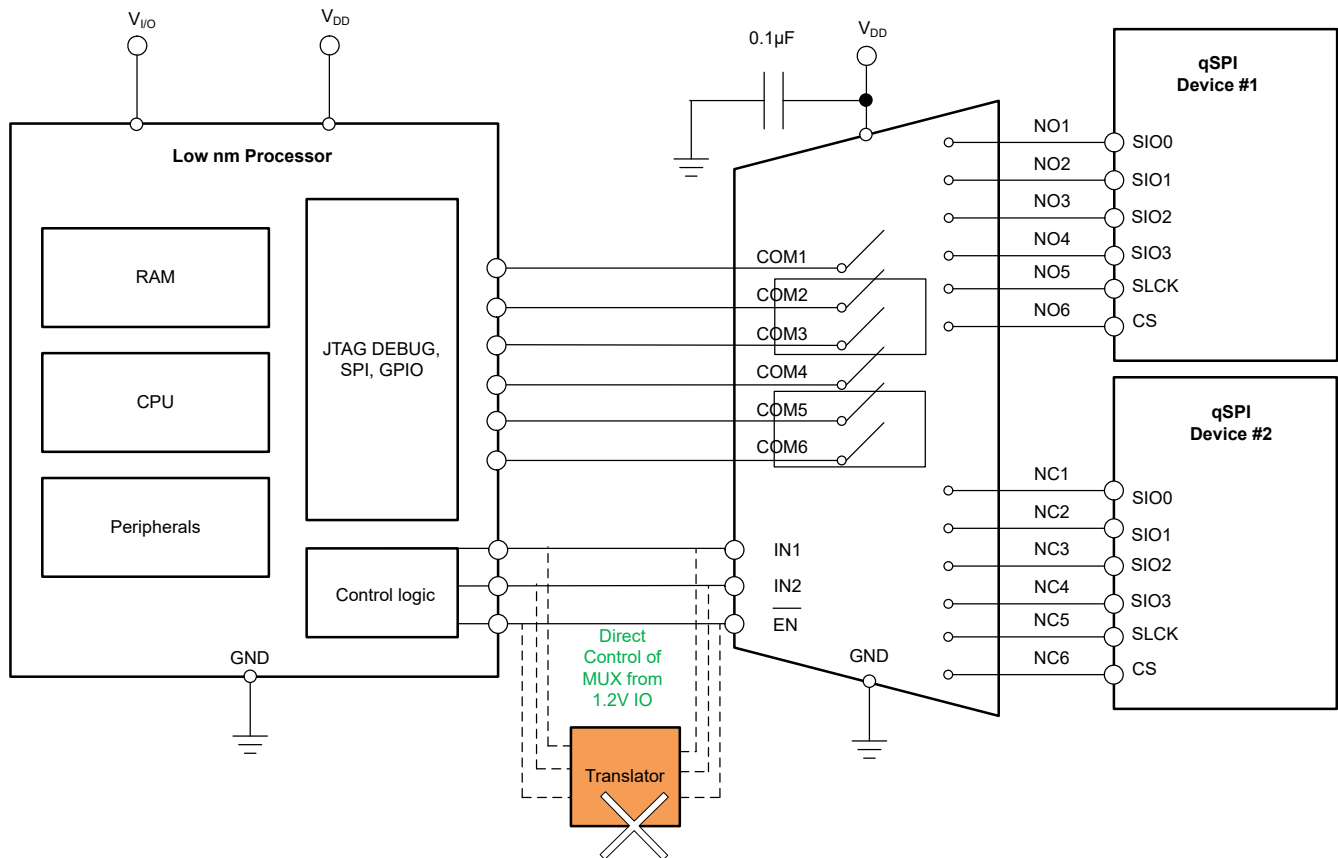 V_I/O
V_DD
0.1µF
V_DD
qSPI
Device #1
Low nm Processor
RAM
CPU
Peripherals
JTAG DEBUG,
SPI, GPIO
Control logic
GND
COM1
COM2
COM3
COM4
COM5
COM6
IN1
IN2
EN
GND
NO1
NO2
NO3
NO4
NO5
NO6
SIO0
SIO1
SIO2
SIO3
SLCK
CS
qSPI
Device #2
NC1
NC2
NC3
NC4
NC5
NC6
SIO0
SIO1
SIO2
SIO3
SLCK
CS
Direct
Control of
MUX from
1.2V IO
Translator